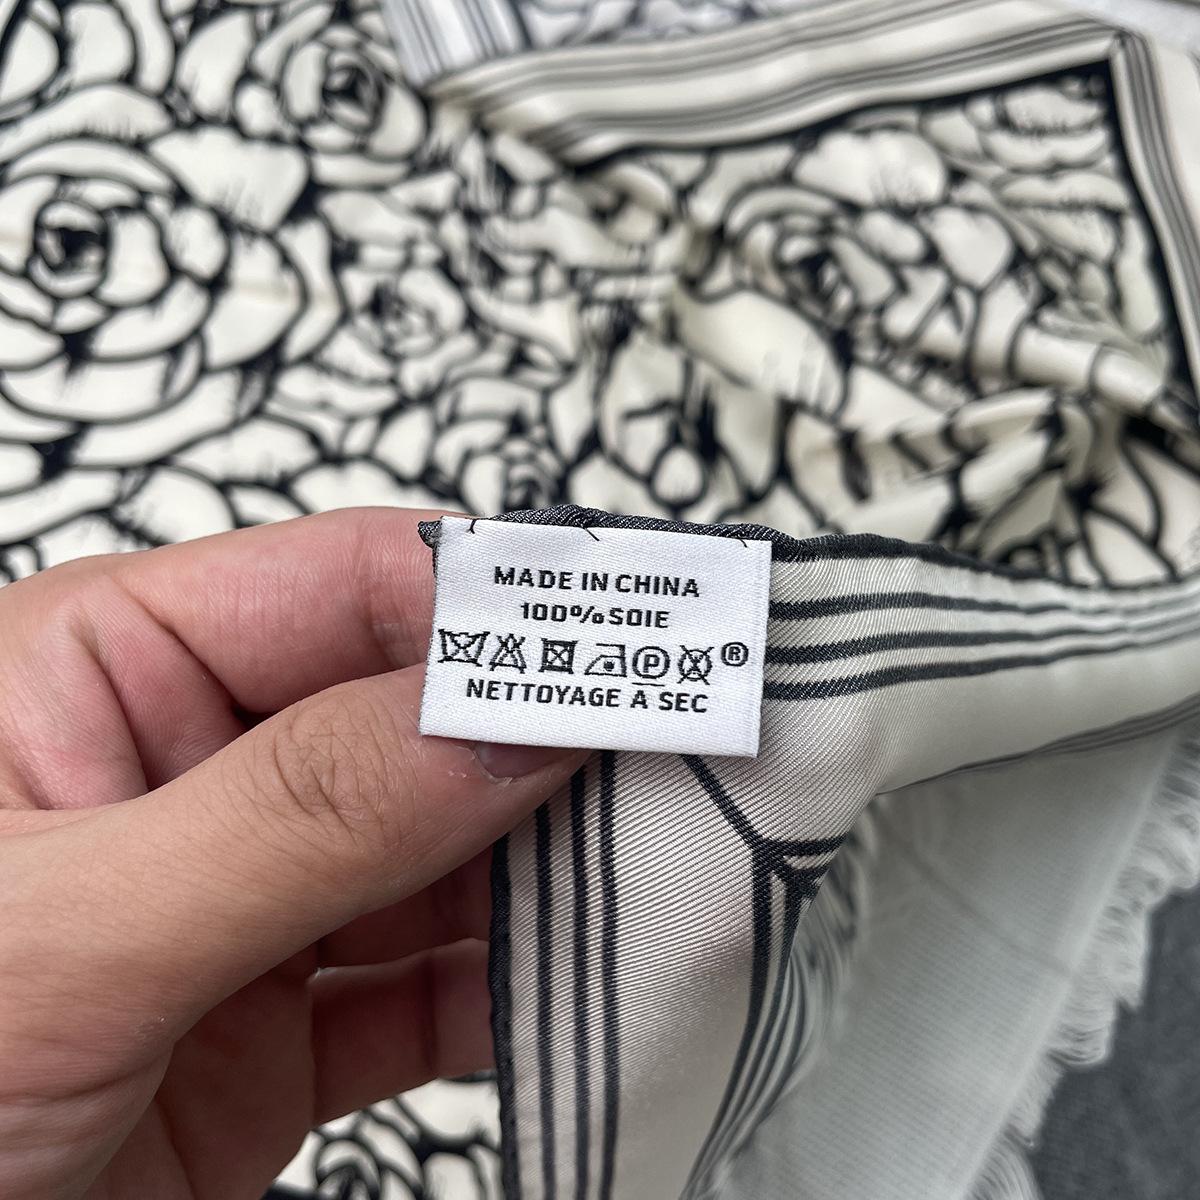 MADE IN CHINA
100% SOIE
P ®
NETTOYAGE A SEC